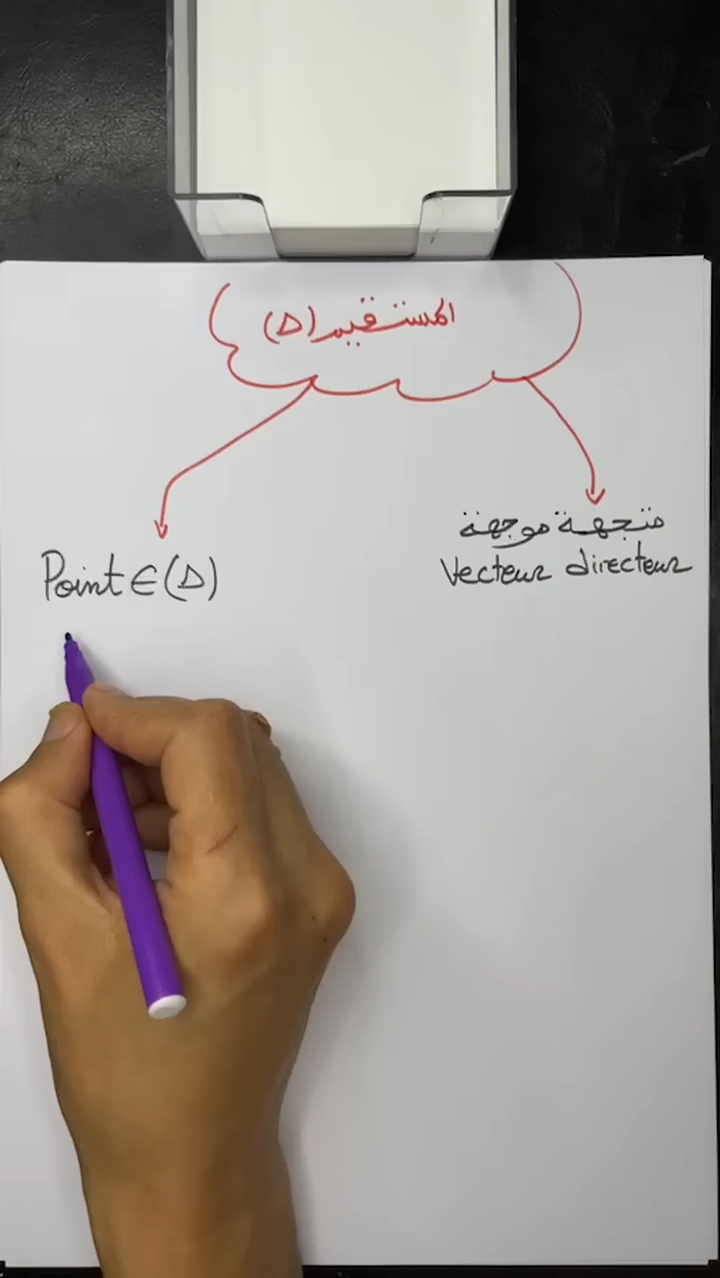 المستقيم (Δ)
Point ∈ (Δ)
متجهة موجهة
Vecteur directeur